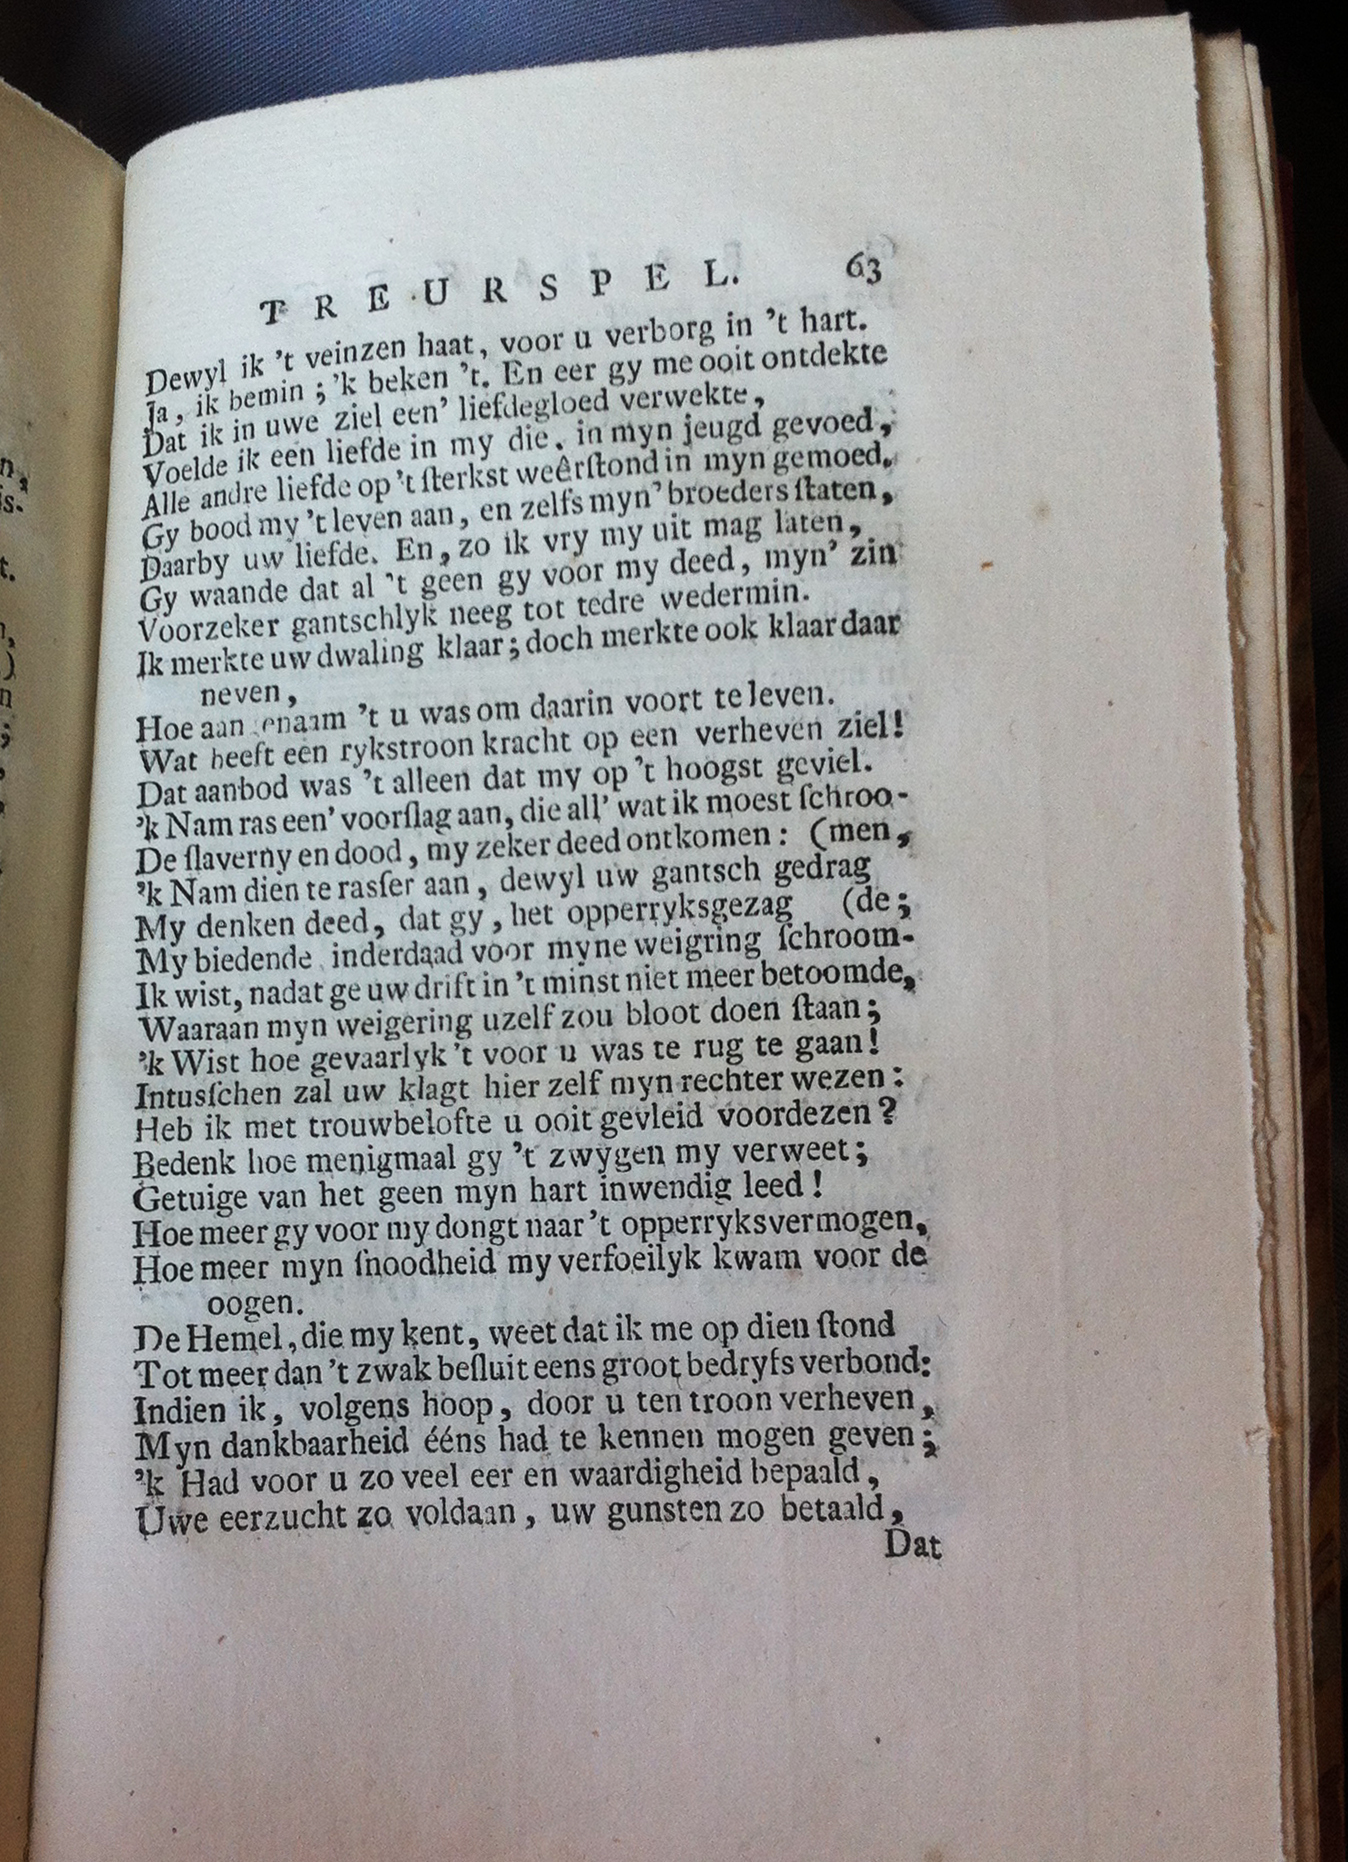 TREURSPEL. 63
Dewyl ik 't veinzen haat, voor u verborg in 't hart.
Ja, ik bemin; 'k beken 't. En eer gy me ooit ontdekte
Dat ik in uwe ziel een' liefdegloed verwekte,
Voelde ik een liefde in my die, in myn jeugd gevoed,
Alle andre liefde op 't ſterkst weêrſtond in myn gemoed.
Gy bood my 't leven aan, en zelfs myn' broeders ſtaten,
Daarby uw liefde. En, zo ik vry my uit mag laten,
Gy waande dat al 't geen gy voor my deed, myn' zin
Voorzeker gantschlyk neeg tot tedre wedermin.
Ik merkte uw dwaling klaar; doch merkte ook klaar daar
neven,
Hoe aangenaam 't u was om daarin voort te leven.
Wat heeft een rykstroon kracht op een verheven ziel!
Dat aanbod was 't alleen dat my op 't hoogst geviel.
'k Nam ras een' voorſlag aan, die all' wat ik moest ſchroo-
De ſlaverny en dood, my zeker deed ontkomen: (men,
'k Nam dien te rasſer aan, dewyl uw gantsch gedrag
My denken deed, dat gy, het opperryksgezag (de;
My biedende inderdaad voor myne weigring ſchroom-
Ik wist, nadat ge uw drift in 't minst niet meer betoomde,
Waaraan myn weigering uzelf zou bloot doen ſtaan;
'k Wist hoe gevaarlyk 't voor u was te rug te gaan!
Intusſchen zal uw klagt hier zelf myn rechter wezen:
Heb ik met trouwbelofte u ooit gevleid voordezen?
Bedenk hoe menigmaal gy 't zwygen my verweet;
Getuige van het geen myn hart inwendig leed!
Hoe meer gy voor my dongt naar 't opperryksvermogen,
Hoe meer myn ſnoodheid my verfoeilyk kwam voor de
oogen.
De Hemel, die my kent, weet dat ik me op dien ſtond
Tot meer dan 't zwak beſluit eens groot bedryfs verbond:
Indien ik, volgens hoop, door u ten troon verheven,
Myn dankbaarheid ééns had te kennen mogen geven;
'k Had voor u zo veel eer en waardigheid bepaald,
Uwe eerzucht zo voldaan, uw gunsten zo betaald,
Dat